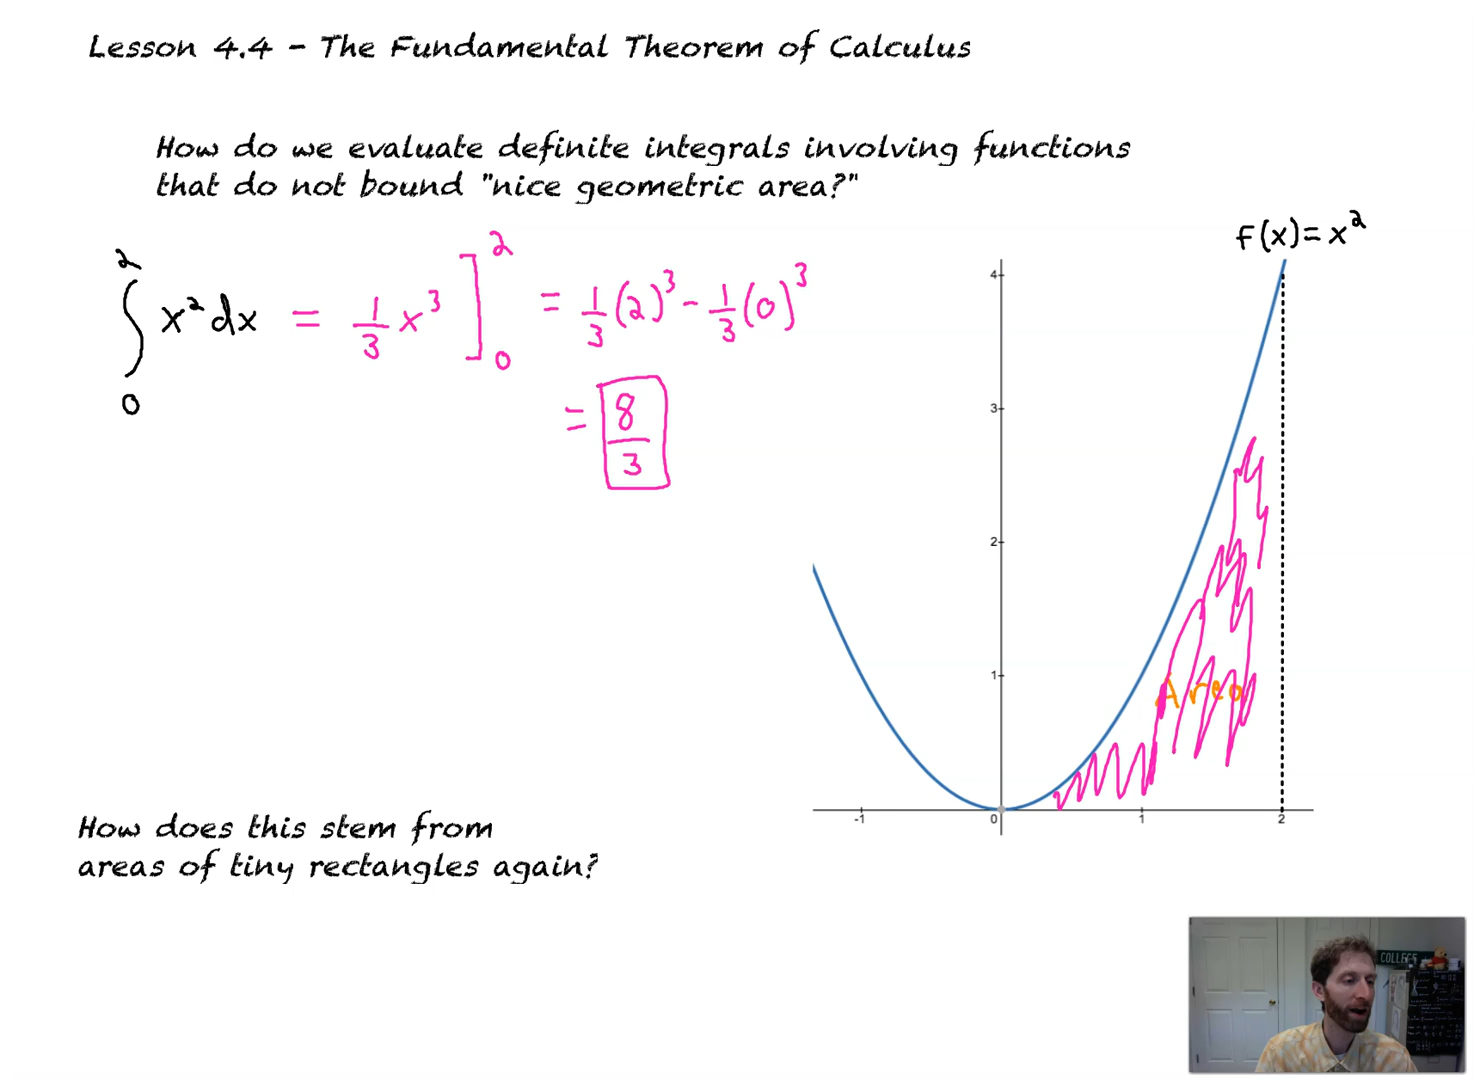 Lesson 4.4 - The Fundamental Theorem of Calculus
How do we evaluate definite integrals involving functions
that do not bound "nice geometric area?"
f(x)=x²
∫₀² x²dx = 1/3 x³ ]₀² = 1/3(2)³ - 1/3(0)³
= 8/3
4
3
2
1
Area
-1 0 1 2
How does this stem from
areas of tiny rectangles again?
COLLEGE